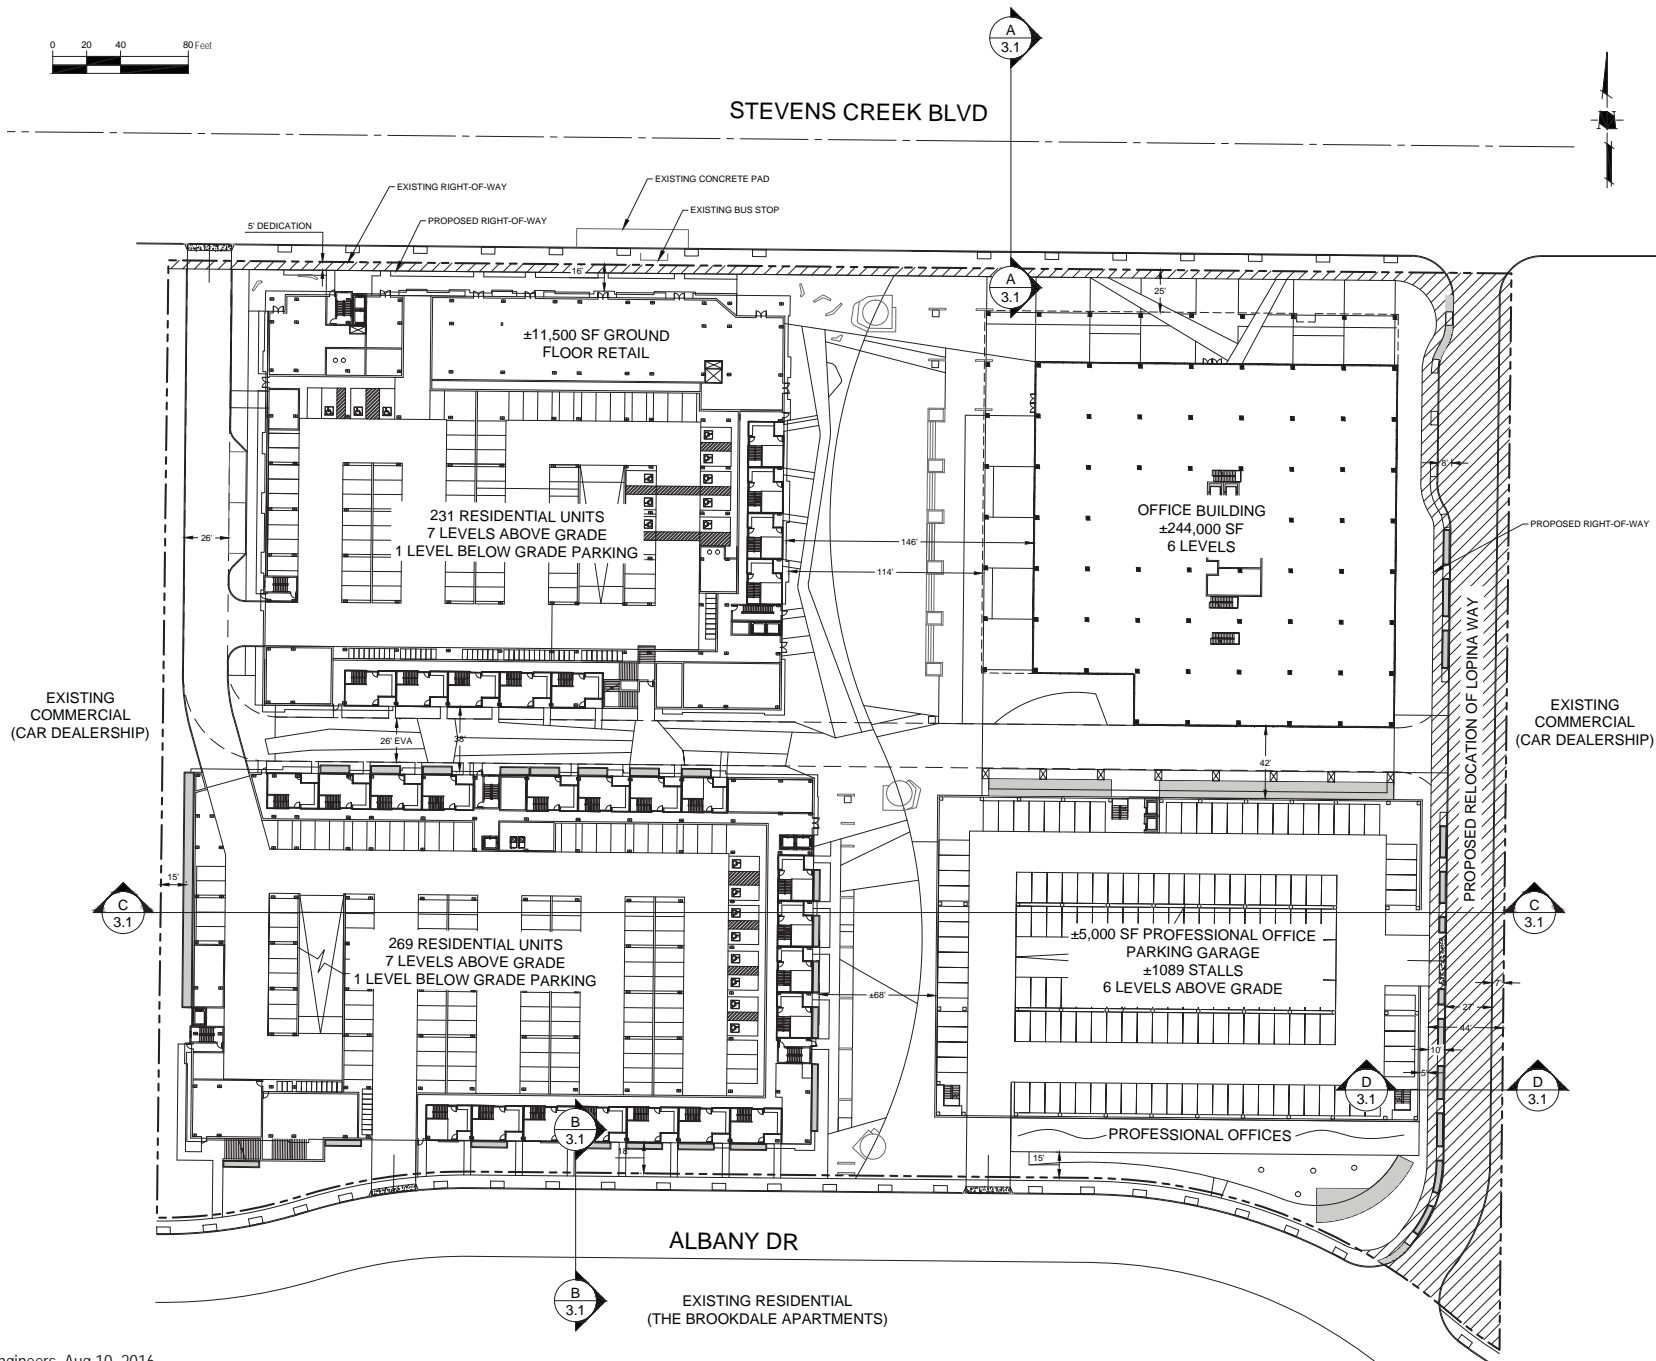 0 20 40 80 Feet
A
3.1
STEVENS CREEK BLVD
N
EXISTING RIGHT-OF-WAY
EXISTING CONCRETE PAD
PROPOSED RIGHT-OF-WAY
EXISTING BUS STOP
5' DEDICATION
16'
A
3.1
25'
±11,500 SF GROUND
FLOOR RETAIL
8'
231 RESIDENTIAL UNITS
7 LEVELS ABOVE GRADE
1 LEVEL BELOW GRADE PARKING
26'
146'
114'
OFFICE BUILDING
±244,000 SF
6 LEVELS
PROPOSED RIGHT-OF-WAY
PROPOSED RELOCATION OF LOPINA WAY
EXISTING
COMMERCIAL
(CAR DEALERSHIP)
EXISTING
COMMERCIAL
(CAR DEALERSHIP)
26' EVA
38'
42'
15'
C
3.1
C
3.1
269 RESIDENTIAL UNITS
7 LEVELS ABOVE GRADE
1 LEVEL BELOW GRADE PARKING
±5,000 SF PROFESSIONAL OFFICE
PARKING GARAGE
±1089 STALLS
6 LEVELS ABOVE GRADE
±68'
7'
27'
44'
10'
5'
D
3.1
D
3.1
B
3.1
PROFESSIONAL OFFICES
18'
15'
ALBANY DR
B
3.1
EXISTING RESIDENTIAL
(THE BROOKDALE APARTMENTS)
ngineers, Aug 10, 2016